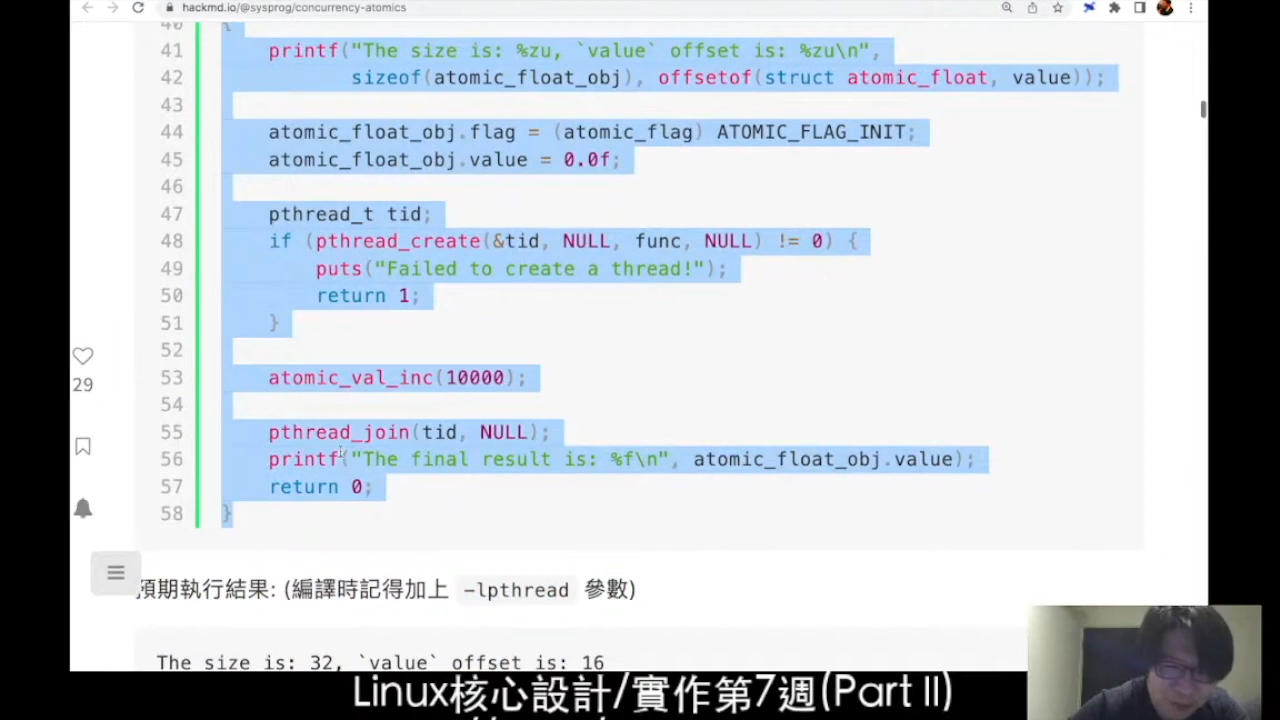 hackmd.io/@sysprog/concurrency-atomics
40 {
41 printf("The size is: %zu, `value` offset is: %zu\n",
42 sizeof(atomic_float_obj), offsetof(struct atomic_float, value));
43
44 atomic_float_obj.flag = (atomic_flag) ATOMIC_FLAG_INIT;
45 atomic_float_obj.value = 0.0f;
46
47 pthread_t tid;
48 if (pthread_create(&tid, NULL, func, NULL) != 0) {
49 puts("Failed to create a thread!");
50 return 1;
51 }
52
53 atomic_val_inc(10000);
54
55 pthread_join(tid, NULL);
56 printf("The final result is: %f\n", atomic_float_obj.value);
57 return 0;
58 }
29
預期執行結果: (編譯時記得加上 -lpthread 參數)
The size is: 32, `value` offset is: 16
Linux核心設計/實作第7週(Part II)